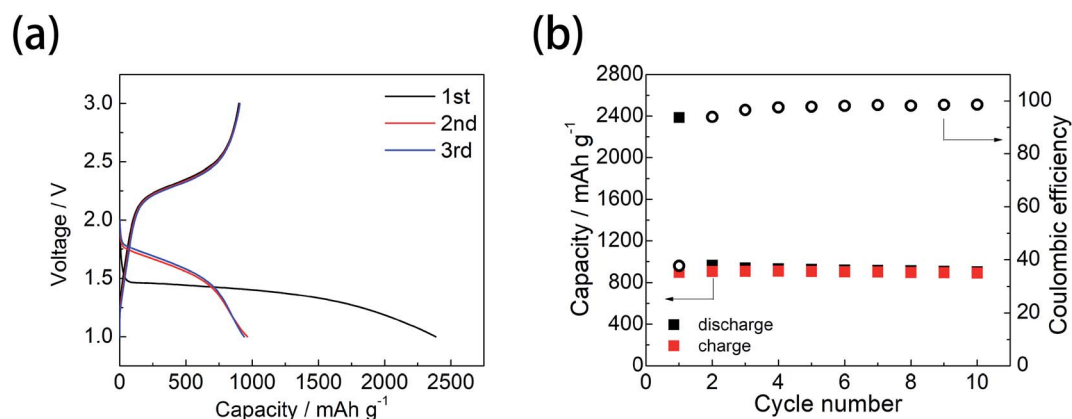 (a)
3.0
2.5
2.0
1.5
1.0
Voltage / V
1st
2nd
3rd
0 500 1000 1500 2000 2500
Capacity / mAh g⁻¹
(b)
2800
2400
2000
1600
1200
800
400
0
Capacity / mAh g⁻¹
discharge
charge
100
80
60
40
20
0
Coulombic efficiency
0 2 4 6 8 10
Cycle number